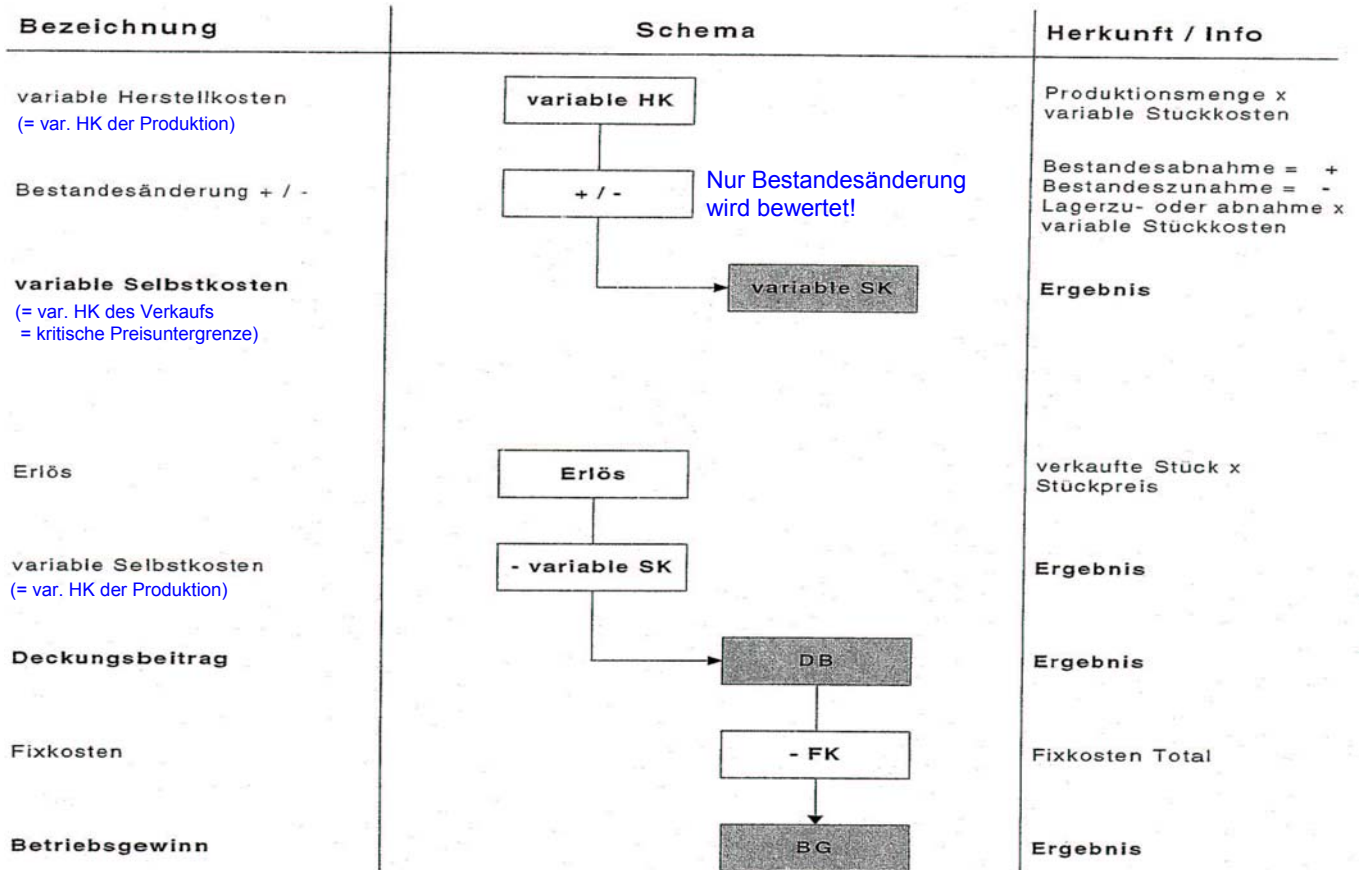 Bezeichnung
Schema
Herkunft / Info
variable Herstellkosten
(= var. HK der Produktion)
variable HK
Produktionsmenge x
variable Stuckkosten
Bestandesänderung + / -
+ / -
Nur Bestandesänderung
wird bewertet!
Bestandesabnahme = +
Bestandeszunahme = -
Lagerzu- oder abnahme x
variable Stückkosten
variable Selbstkosten
(= var. HK des Verkaufs
= kritische Preisuntergrenze)
variable SK
Ergebnis
Erlös
Erlös
verkaufte Stück x
Stückpreis
variable Selbstkosten
(= var. HK der Produktion)
- variable SK
Ergebnis
Deckungsbeitrag
DB
Ergebnis
Fixkosten
- FK
Fixkosten Total
Betriebsgewinn
BG
Ergebnis